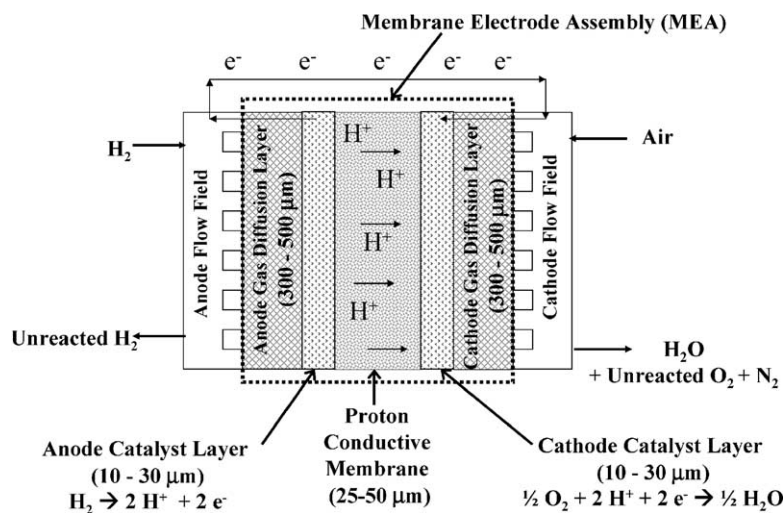 Membrane Electrode Assembly (MEA)
e⁻ e⁻ e⁻ e⁻ e⁻
H₂
Air
Anode Flow Field
Anode Gas Diffusion Layer
(300 - 500 μm)
H⁺
H⁺
H⁺
H⁺
H⁺
Cathode Gas Diffusion Layer
(300 - 500 μm)
Cathode Flow Field
Unreacted H₂
H₂O
+ Unreacted O₂ + N₂
Anode Catalyst Layer
(10 - 30 μm)
H₂ → 2 H⁺ + 2 e⁻
Proton
Conductive
Membrane
(25-50 μm)
Cathode Catalyst Layer
(10 - 30 μm)
½ O₂ + 2 H⁺ + 2 e⁻ → ½ H₂O